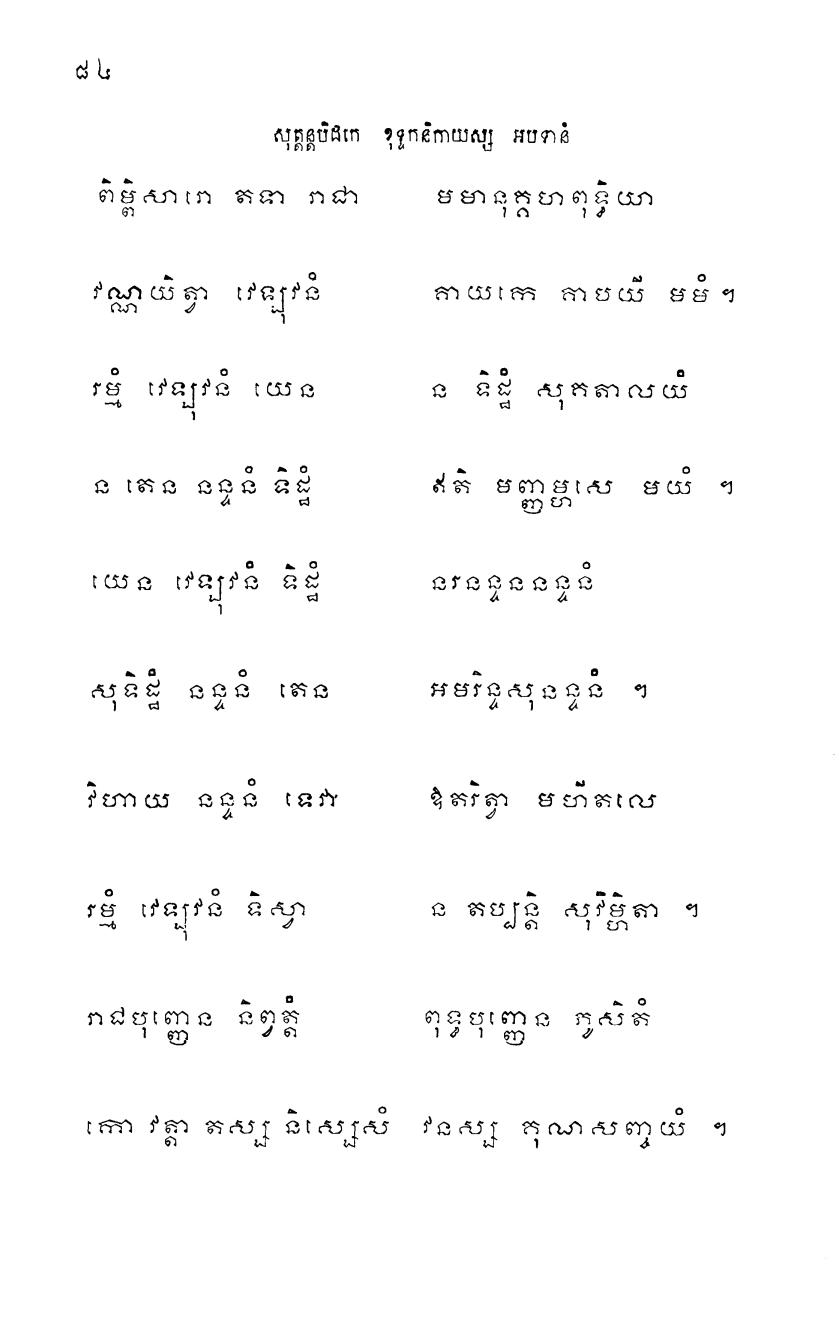 ៨៤
សុត្តន្តបិដកេ ខុទ្ទកនិកាយស្ស អបទានំ
ពិម្ពិសារោ តទា រាជា មមានុគ្គហពុទ្ធិយា
វណ្ណយិត្វា វេឡុវនំ គាយកេ គាបយី មមំ ។
រម្មំ វេឡុវនំ យេន ន ទិដ្ឋំ សុគតាលយំ
ន តេន នន្ទនំ ទិដ្ឋំ ឥតិ មញ្ញាម្ហសេ មយំ ។
យេន វេឡុវនំ ទិដ្ឋំ នរនន្ទននន្ទនំ
សុទិដ្ឋំ នន្ទនំ តេន អមរិន្ទសុនន្ទនំ ។
វិហាយ នន្ទនំ ទេវា ឱតរិត្វា មហីតលេ
រម្មំ វេឡុវនំ ទិស្វា ន តប្បន្តិ សុវិម្ហិតា ។
រាជបុញ្ញេន និព្វត្តំ ពុទ្ធបុញ្ញេន ភូសិតំ
កោ វត្តា តស្ស និស្សេសំ វនស្ស គុណសញ្ចយំ ។